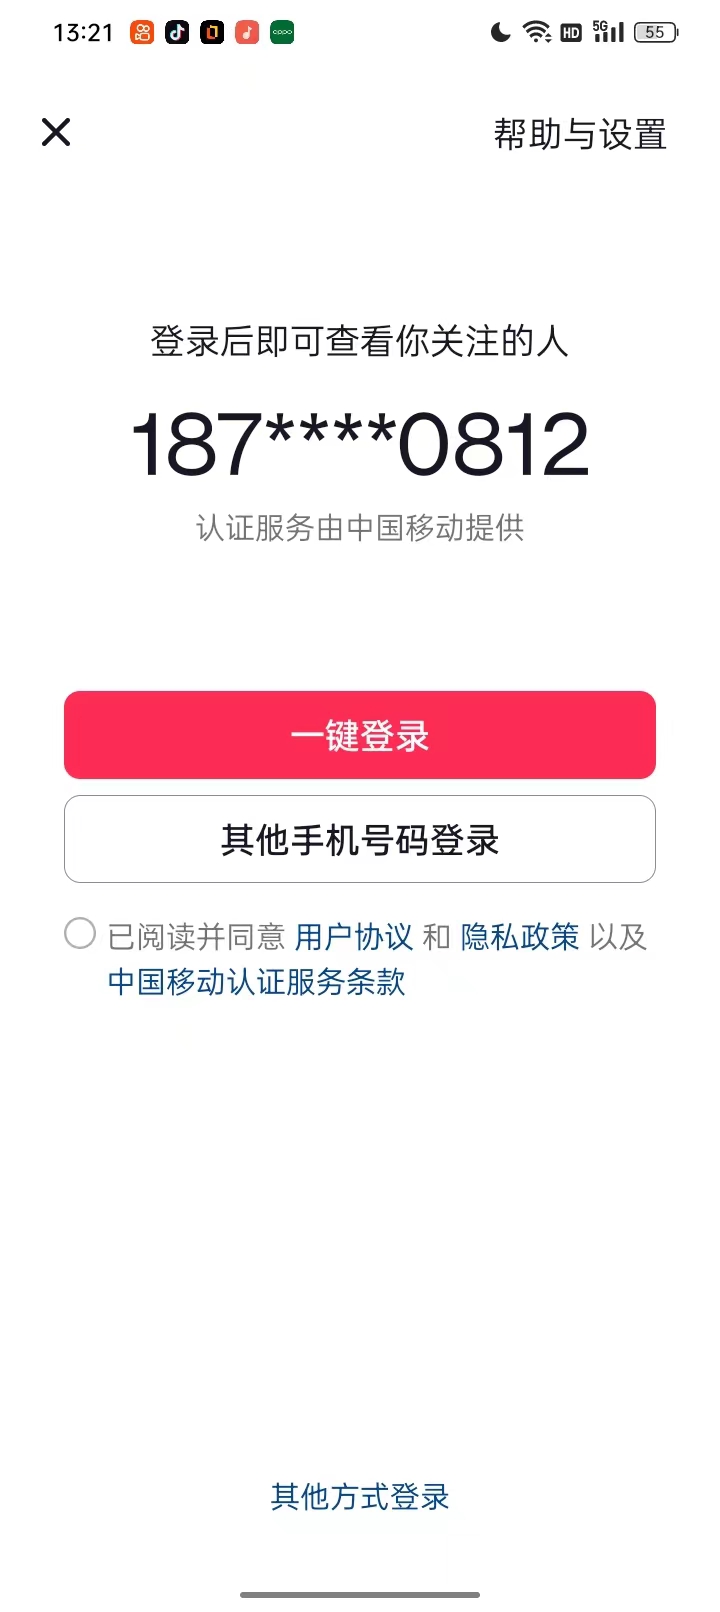 13:21
OPPO
HD
5G
55
帮助与设置
登录后即可查看你关注的人
187****0812
认证服务由中国移动提供
一键登录
其他手机号码登录
已阅读并同意 用户协议 和 隐私政策 以及
中国移动认证服务条款
其他方式登录